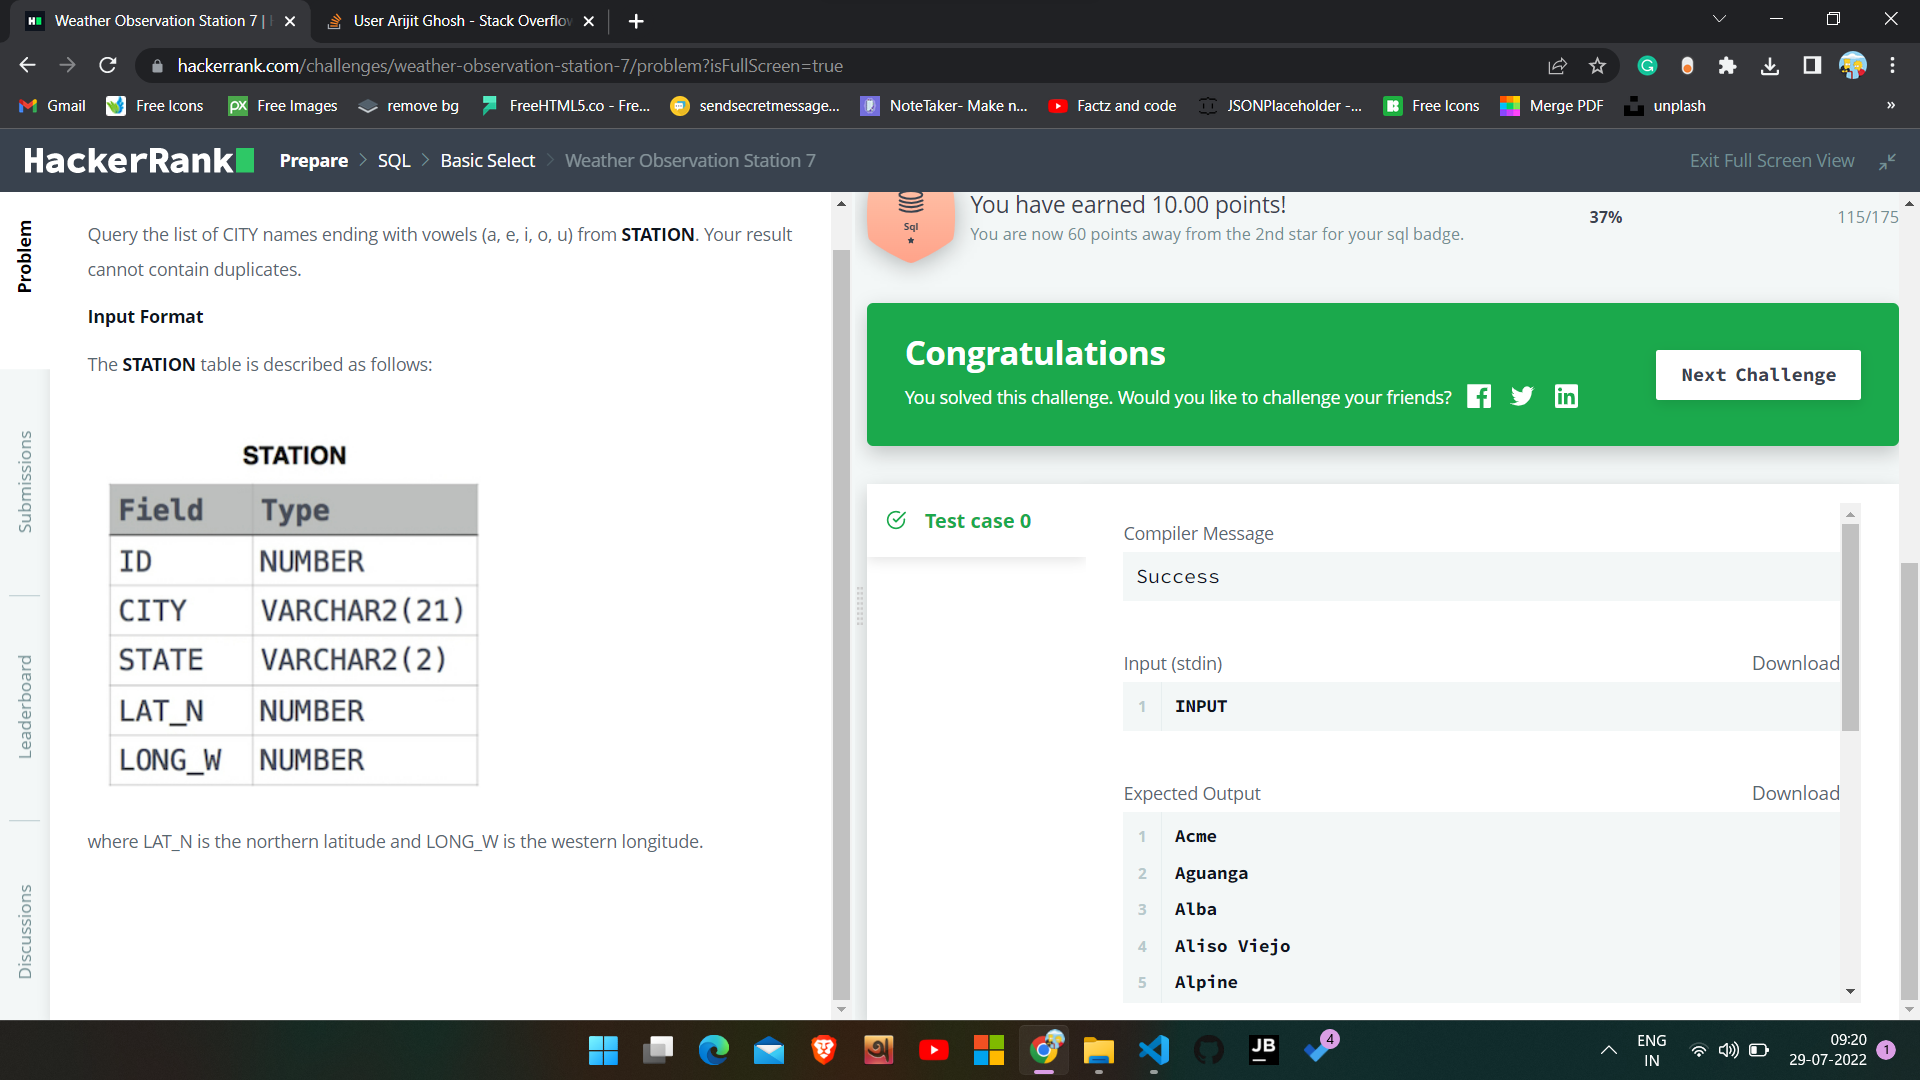 Weather Observation Station 7 |
User Arijit Ghosh - Stack Overflow
hackerrank.com/challenges/weather-observation-station-7/problem?isFullScreen=true
Gmail
Free Icons
px
Free Images
remove bg
FreeHTML5.co - Fre...
sendsecretmessage...
NoteTaker- Make n...
Factz and code
JSONPlaceholder -...
Free Icons
Merge PDF
unplash
»
HackerRank
Prepare
SQL
Basic Select
Weather Observation Station 7
Exit Full Screen View
Problem
Submissions
Leaderboard
Discussions
Query the list of CITY names ending with vowels (a, e, i, o, u) from STATION. Your result
cannot contain duplicates.
Input Format
The STATION table is described as follows:
STATION
Field Type
ID NUMBER
CITY VARCHAR2(21)
STATE VARCHAR2(2)
LAT_N NUMBER
LONG_W NUMBER
where LAT_N is the northern latitude and LONG_W is the western longitude.
Sql
You have earned 10.00 points!
You are now 60 points away from the 2nd star for your sql badge.
37%
115/175
Congratulations
You solved this challenge. Would you like to challenge your friends?
Next Challenge
Test case 0
Compiler Message
Success
Input (stdin)
Download
1 INPUT
Expected Output
Download
1 Acme
2 Aguanga
3 Alba
4 Aliso Viejo
5 Alpine
JB
4
ENG
IN
09:20
29-07-2022
1